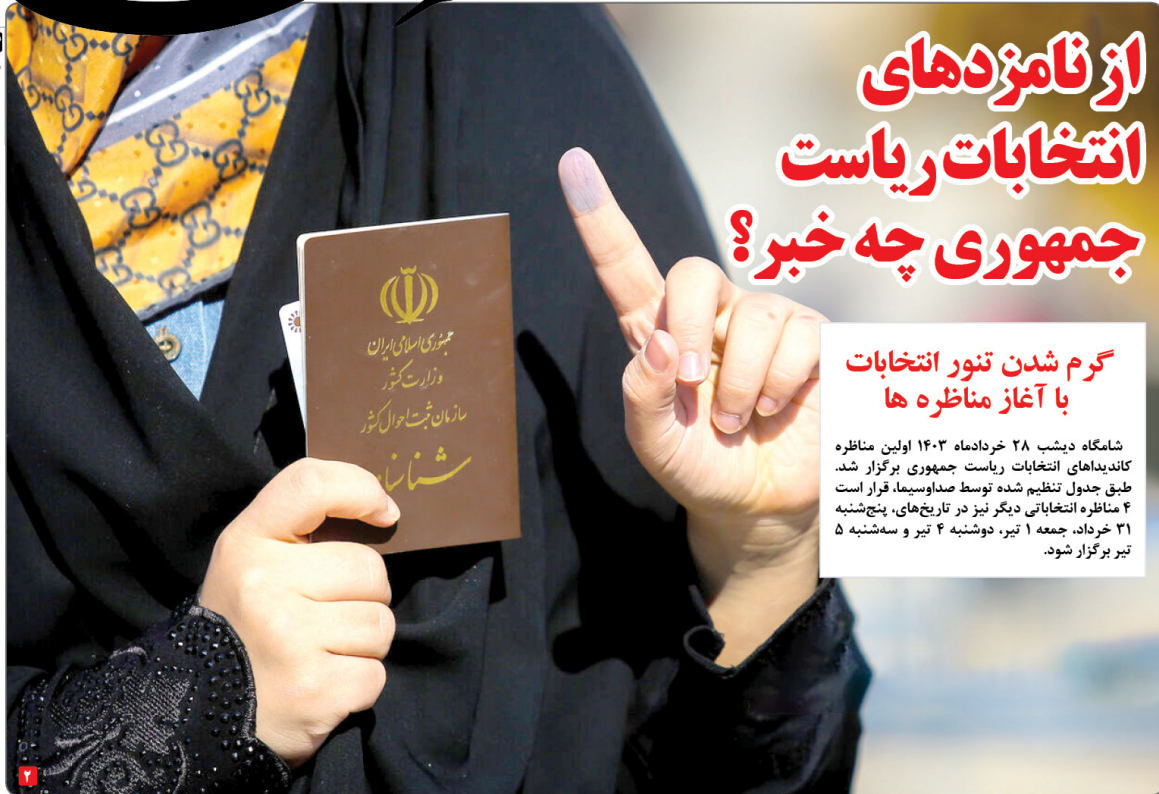 از نامزدهای
انتخابات ریاست
جمهوری چه خبر؟
گرم شدن تنور انتخابات
با آغاز مناظره ها
شامگاه دیشب ۲۸ خردادماه ۱۴۰۳ اولین مناظره
کاندیداهای انتخابات ریاست جمهوری برگزار شد.
طبق جدول تنظیم شده توسط صداوسیما، قرار است
۴ مناظره انتخاباتی دیگر نیز در تاریخ‌های، پنج‌شنبه
۳۱ خرداد، جمعه ۱ تیر، دوشنبه ۴ تیر و سه‌شنبه ۵
تیر برگزار شود.
جمهوری اسلامی ایران
وزارت کشور
سازمان ثبت احوال کشور
۲